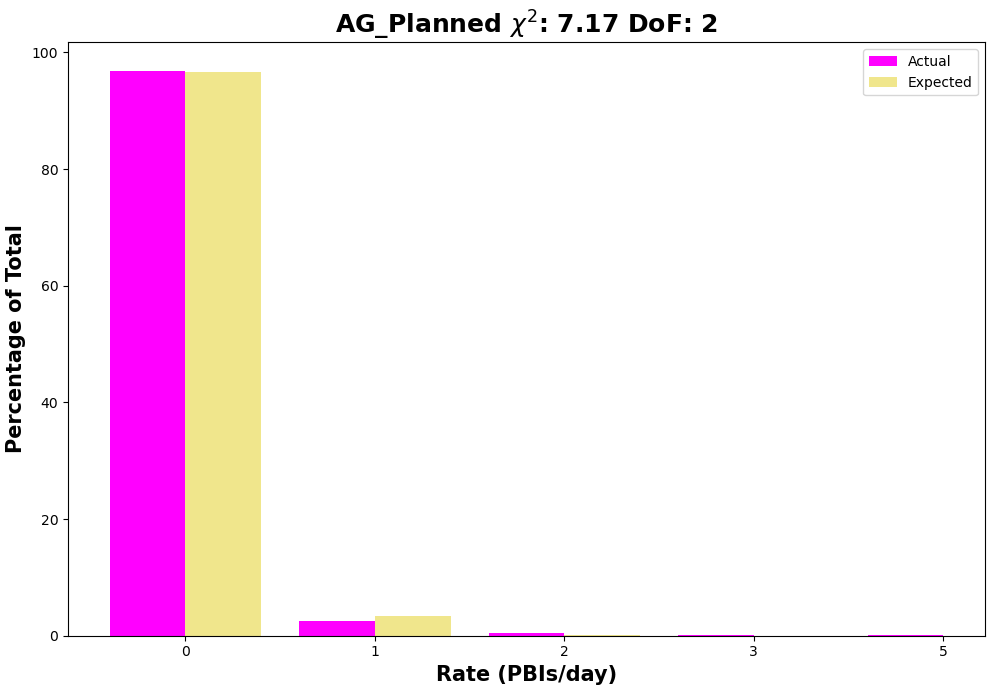 AG_Planned χ²: 7.17 DoF: 2
Actual
Expected
Percentage of Total
100
80
60
40
20
0
0 1 2 3 5
Rate (PBIs/day)